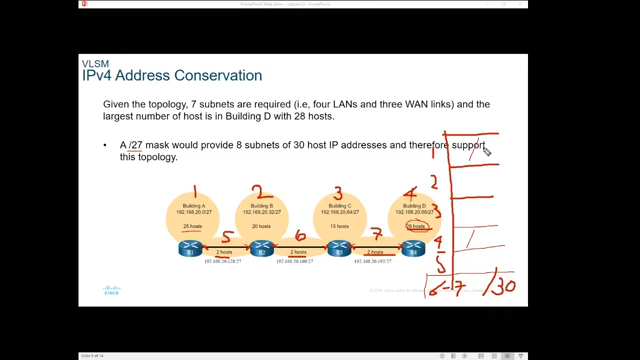 VLSM
IPv4 Address Conservation
Given the topology, 7 subnets are required (i.e, four LANs and three WAN links) and the
largest number of host is in Building D with 28 hosts.
• A /27 mask would provide 8 subnets of 30 host IP addresses and therefore support
this topology.
1 2 3 4
Building A
192.168.20.0/27
25 hosts
Building B
192.168.20.32/27
20 hosts
Building C
192.168.20.64/27
15 hosts
Building D
192.168.20.96/27
28 hosts
5 6 7
R1 R2 R3 R4
2 hosts 2 hosts 2 hosts
192.168.20.128/27 192.168.20.160/27 192.168.20.192/27
1 /
2
3
4 /
5
6-7 /30
CISCO